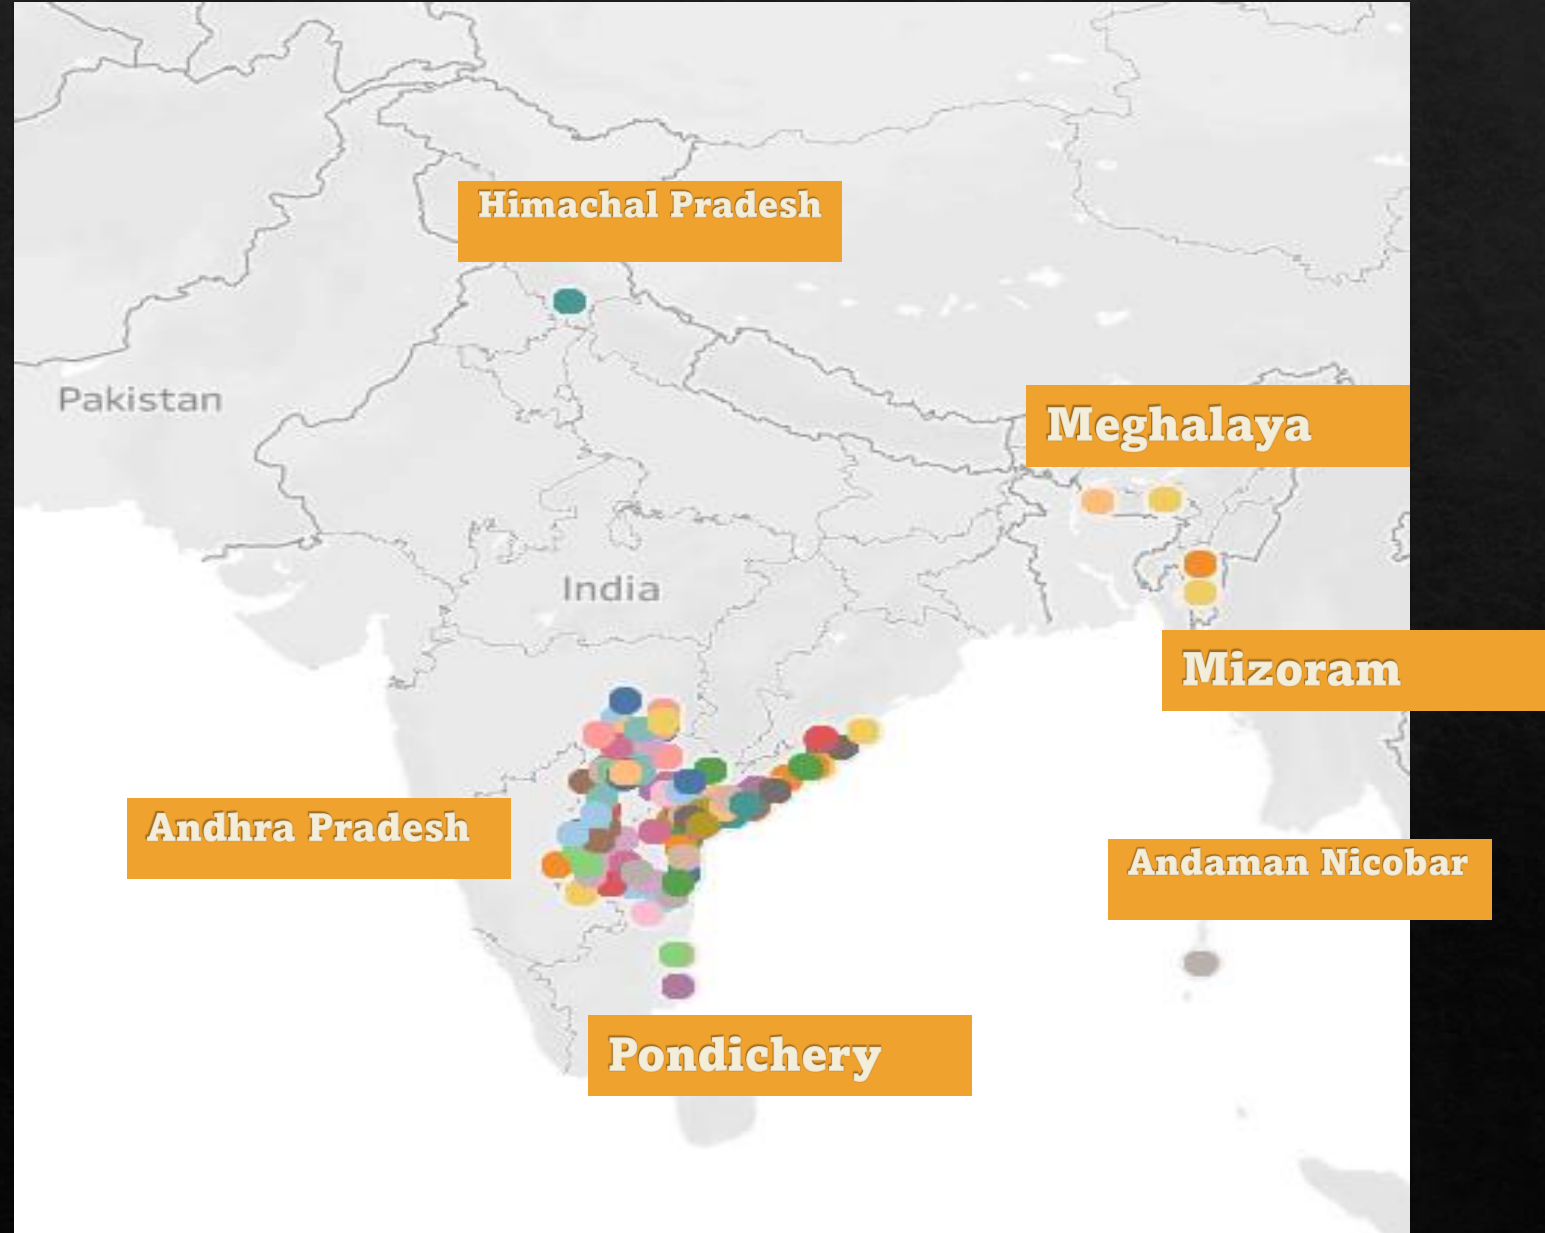 Himachal Pradesh
Pakistan
Meghalaya
India
Mizoram
Andhra Pradesh
Andaman Nicobar
Pondichery